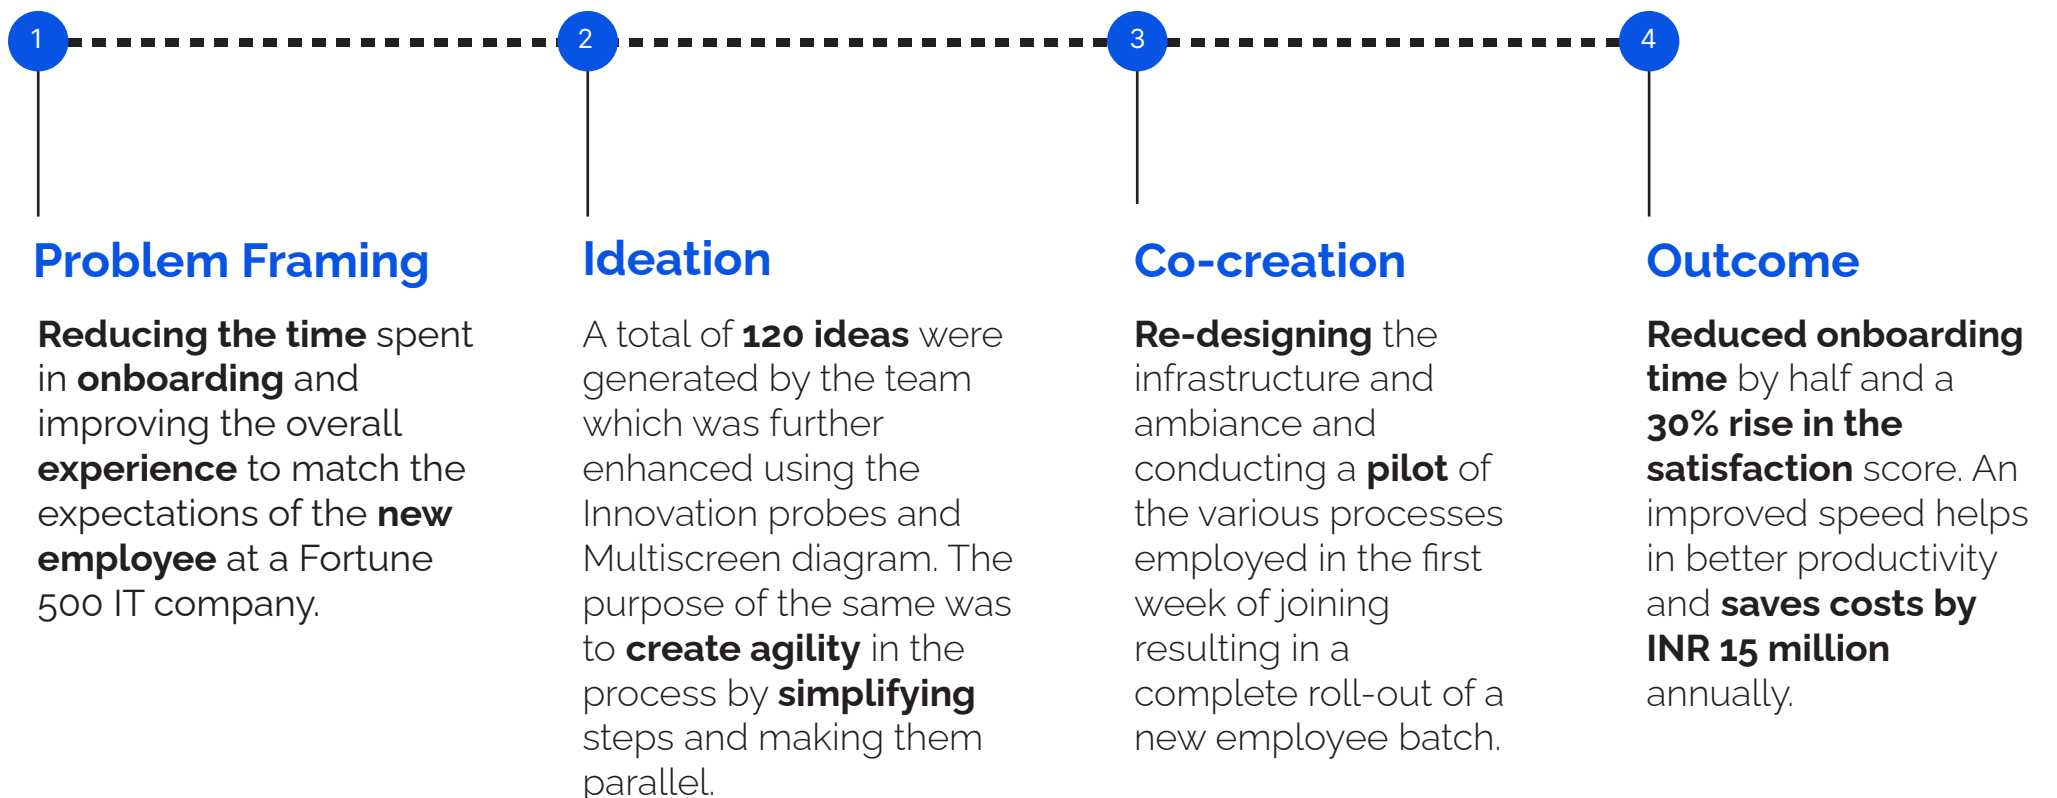 1
2
3
4
Problem Framing
Reducing the time spent
in onboarding and
improving the overall
experience to match the
expectations of the new
employee at a Fortune
500 IT company.
Ideation
A total of 120 ideas were
generated by the team
which was further
enhanced using the
Innovation probes and
Multiscreen diagram. The
purpose of the same was
to create agility in the
process by simplifying
steps and making them
parallel.
Co-creation
Re-designing the
infrastructure and
ambiance and
conducting a pilot of
the various processes
employed in the first
week of joining
resulting in a
complete roll-out of a
new employee batch.
Outcome
Reduced onboarding
time by half and a
30% rise in the
satisfaction score. An
improved speed helps
in better productivity
and saves costs by
INR 15 million
annually.